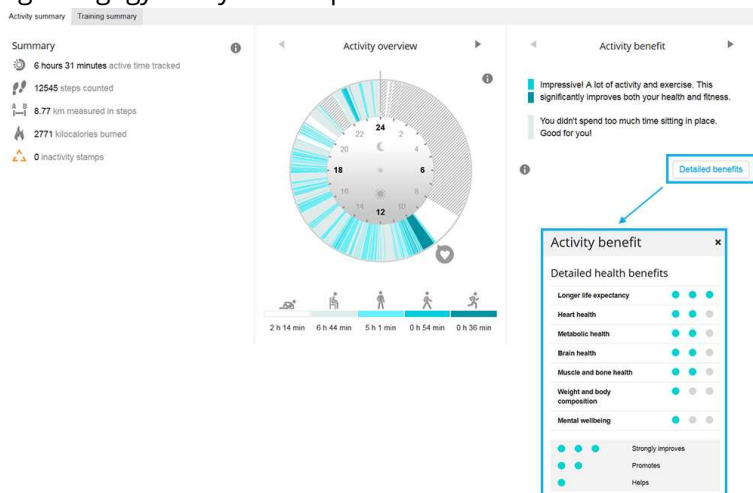 Activity summary Training summary
Summary
6 hours 31 minutes active time tracked
12545 steps counted
A B
8.77 km measured in steps
2771 kilocalories burned
0 inactivity stamps
Activity overview
24
2
4
6
8
10
12
14
16
18
20
22
2 h 14 min 6 h 44 min 5 h 1 min 0 h 54 min 0 h 36 min
Activity benefit
Impressive! A lot of activity and exercise. This
significantly improves both your health and fitness.
You didn't spend too much time sitting in place.
Good for you!
Detailed benefits
Activity benefit ×
Detailed health benefits
Longer life expectancy
Heart health
Metabolic health
Brain health
Muscle and bone health
Weight and body
composition
Mental wellbeing
Strongly improves
Promotes
Helps